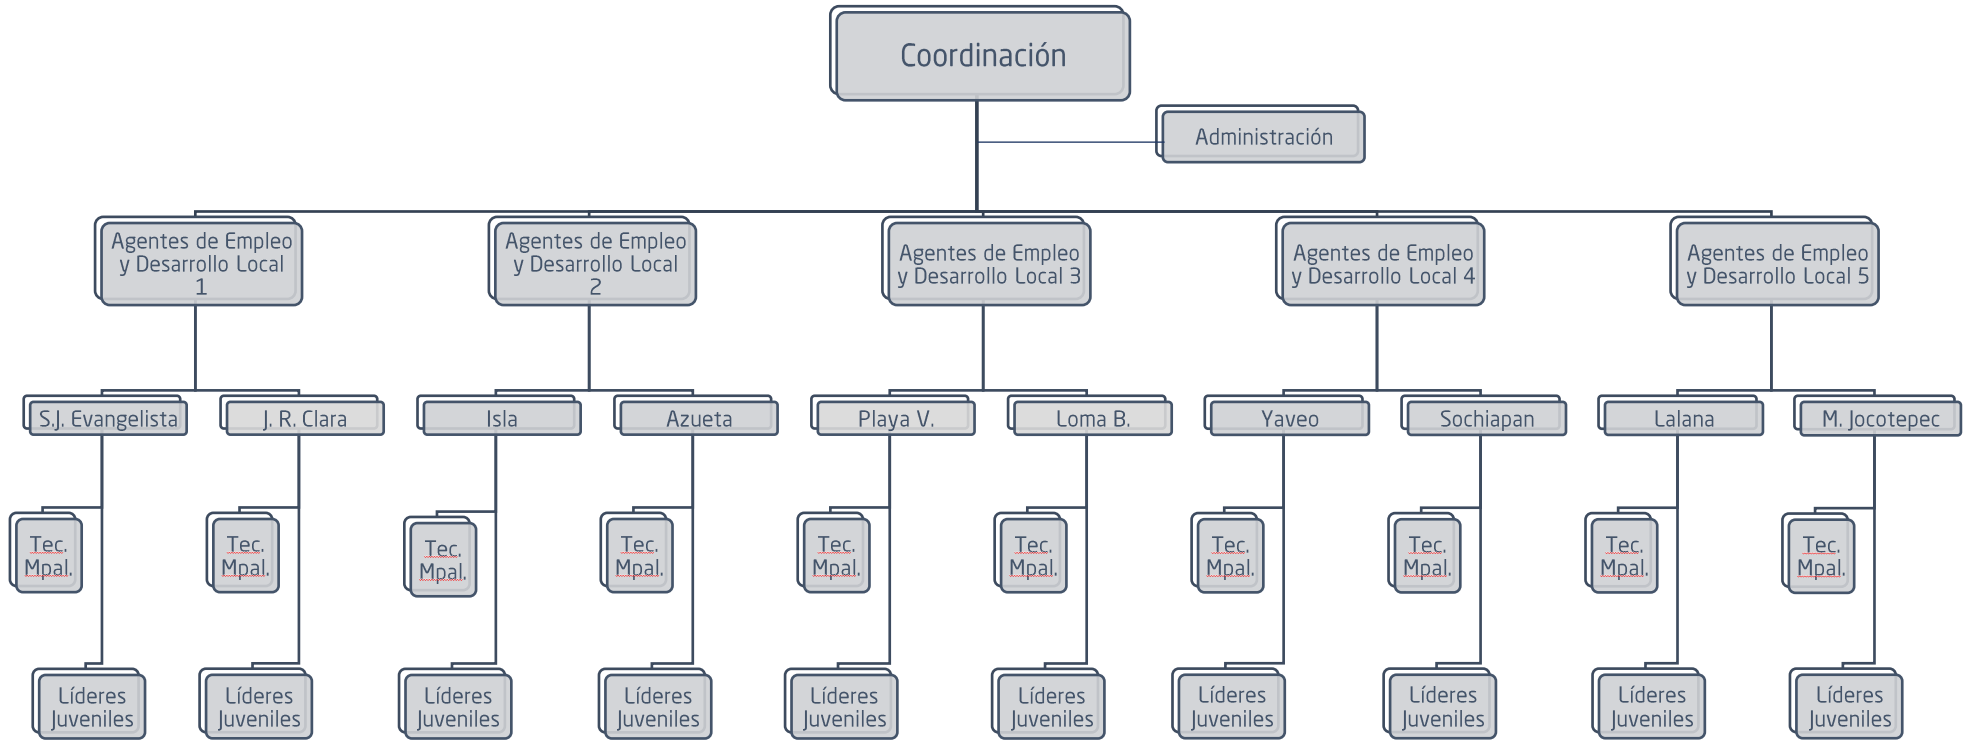 Coordinación
Administración
Agentes de Empleo
y Desarrollo Local
1
Agentes de Empleo
y Desarrollo Local
2
Agentes de Empleo
y Desarrollo Local 3
Agentes de Empleo
y Desarrollo Local 4
Agentes de Empleo
y Desarrollo Local 5
S.J. Evangelista
J. R. Clara
Isla
Azueta
Playa V.
Loma B.
Yaveo
Sochiapan
Lalana
M. Jocotepec
Tec.
Mpal.
Tec.
Mpal.
Tec.
Mpal.
Tec.
Mpal.
Tec.
Mpal.
Tec.
Mpal.
Tec.
Mpal.
Tec.
Mpal.
Tec.
Mpal.
Tec.
Mpal.
Líderes
Juveniles
Líderes
Juveniles
Líderes
Juveniles
Líderes
Juveniles
Líderes
Juveniles
Líderes
Juveniles
Líderes
Juveniles
Líderes
Juveniles
Líderes
Juveniles
Líderes
Juveniles